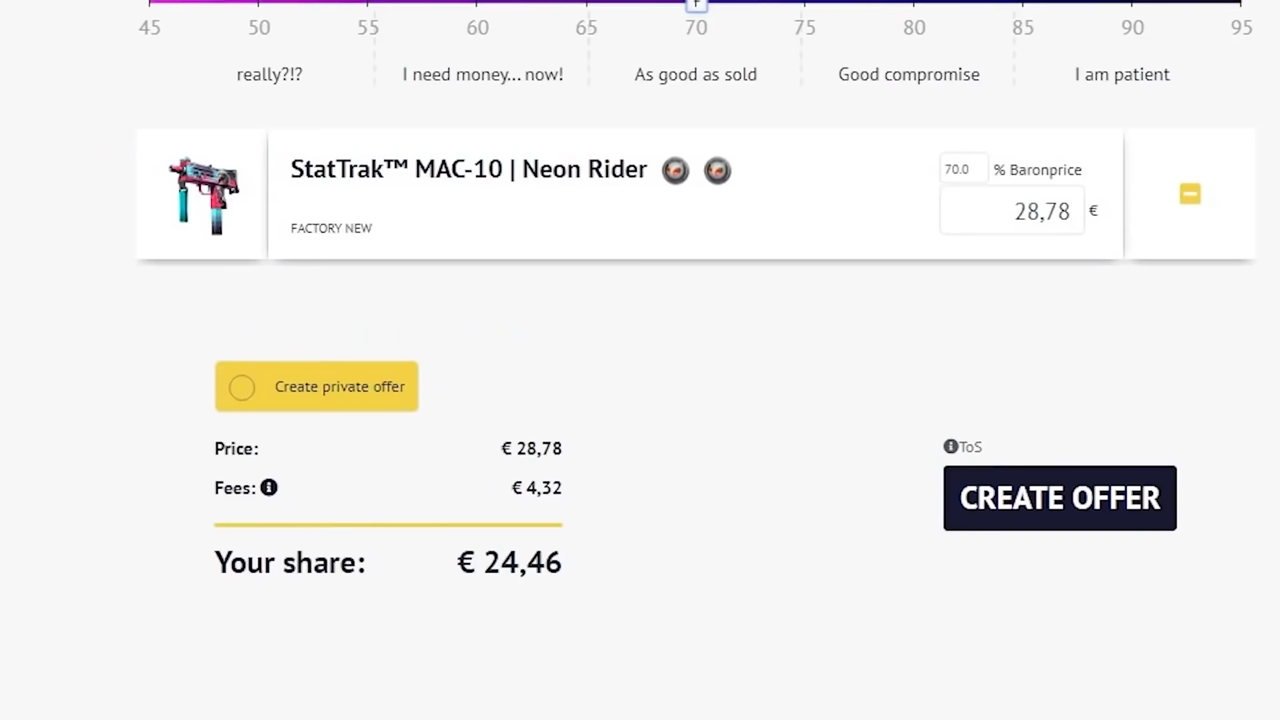 45 50 55 60 65 70 75 80 85 90 95
really?!? I need money... now! As good as sold Good compromise I am patient
StatTrak™ MAC-10 | Neon Rider
70.0 % Baronprice
28,78 €
FACTORY NEW
Create private offer
Price: € 28,78
Fees: € 4,32
Your share: € 24,46
ToS
CREATE OFFER